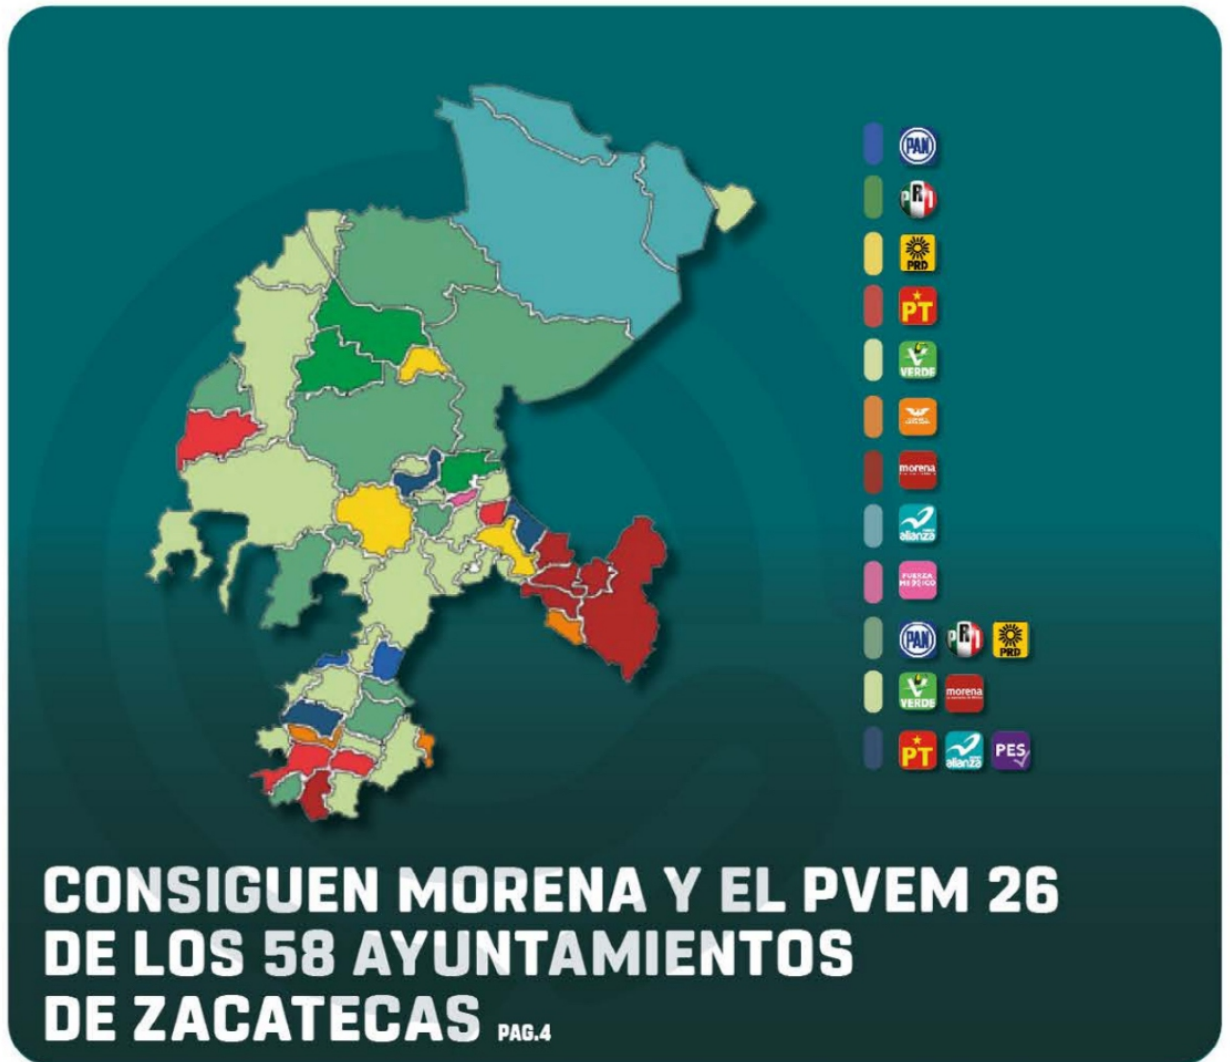 PAN
PRI
PRD
PT
VERDE
morena
alianza
FUERZA
MÉXICO
PAN PRI PRD
VERDE morena
PT alianza PES
CONSIGUEN MORENA Y EL PVEM 26
DE LOS 58 AYUNTAMIENTOS
DE ZACATECAS PAG.4